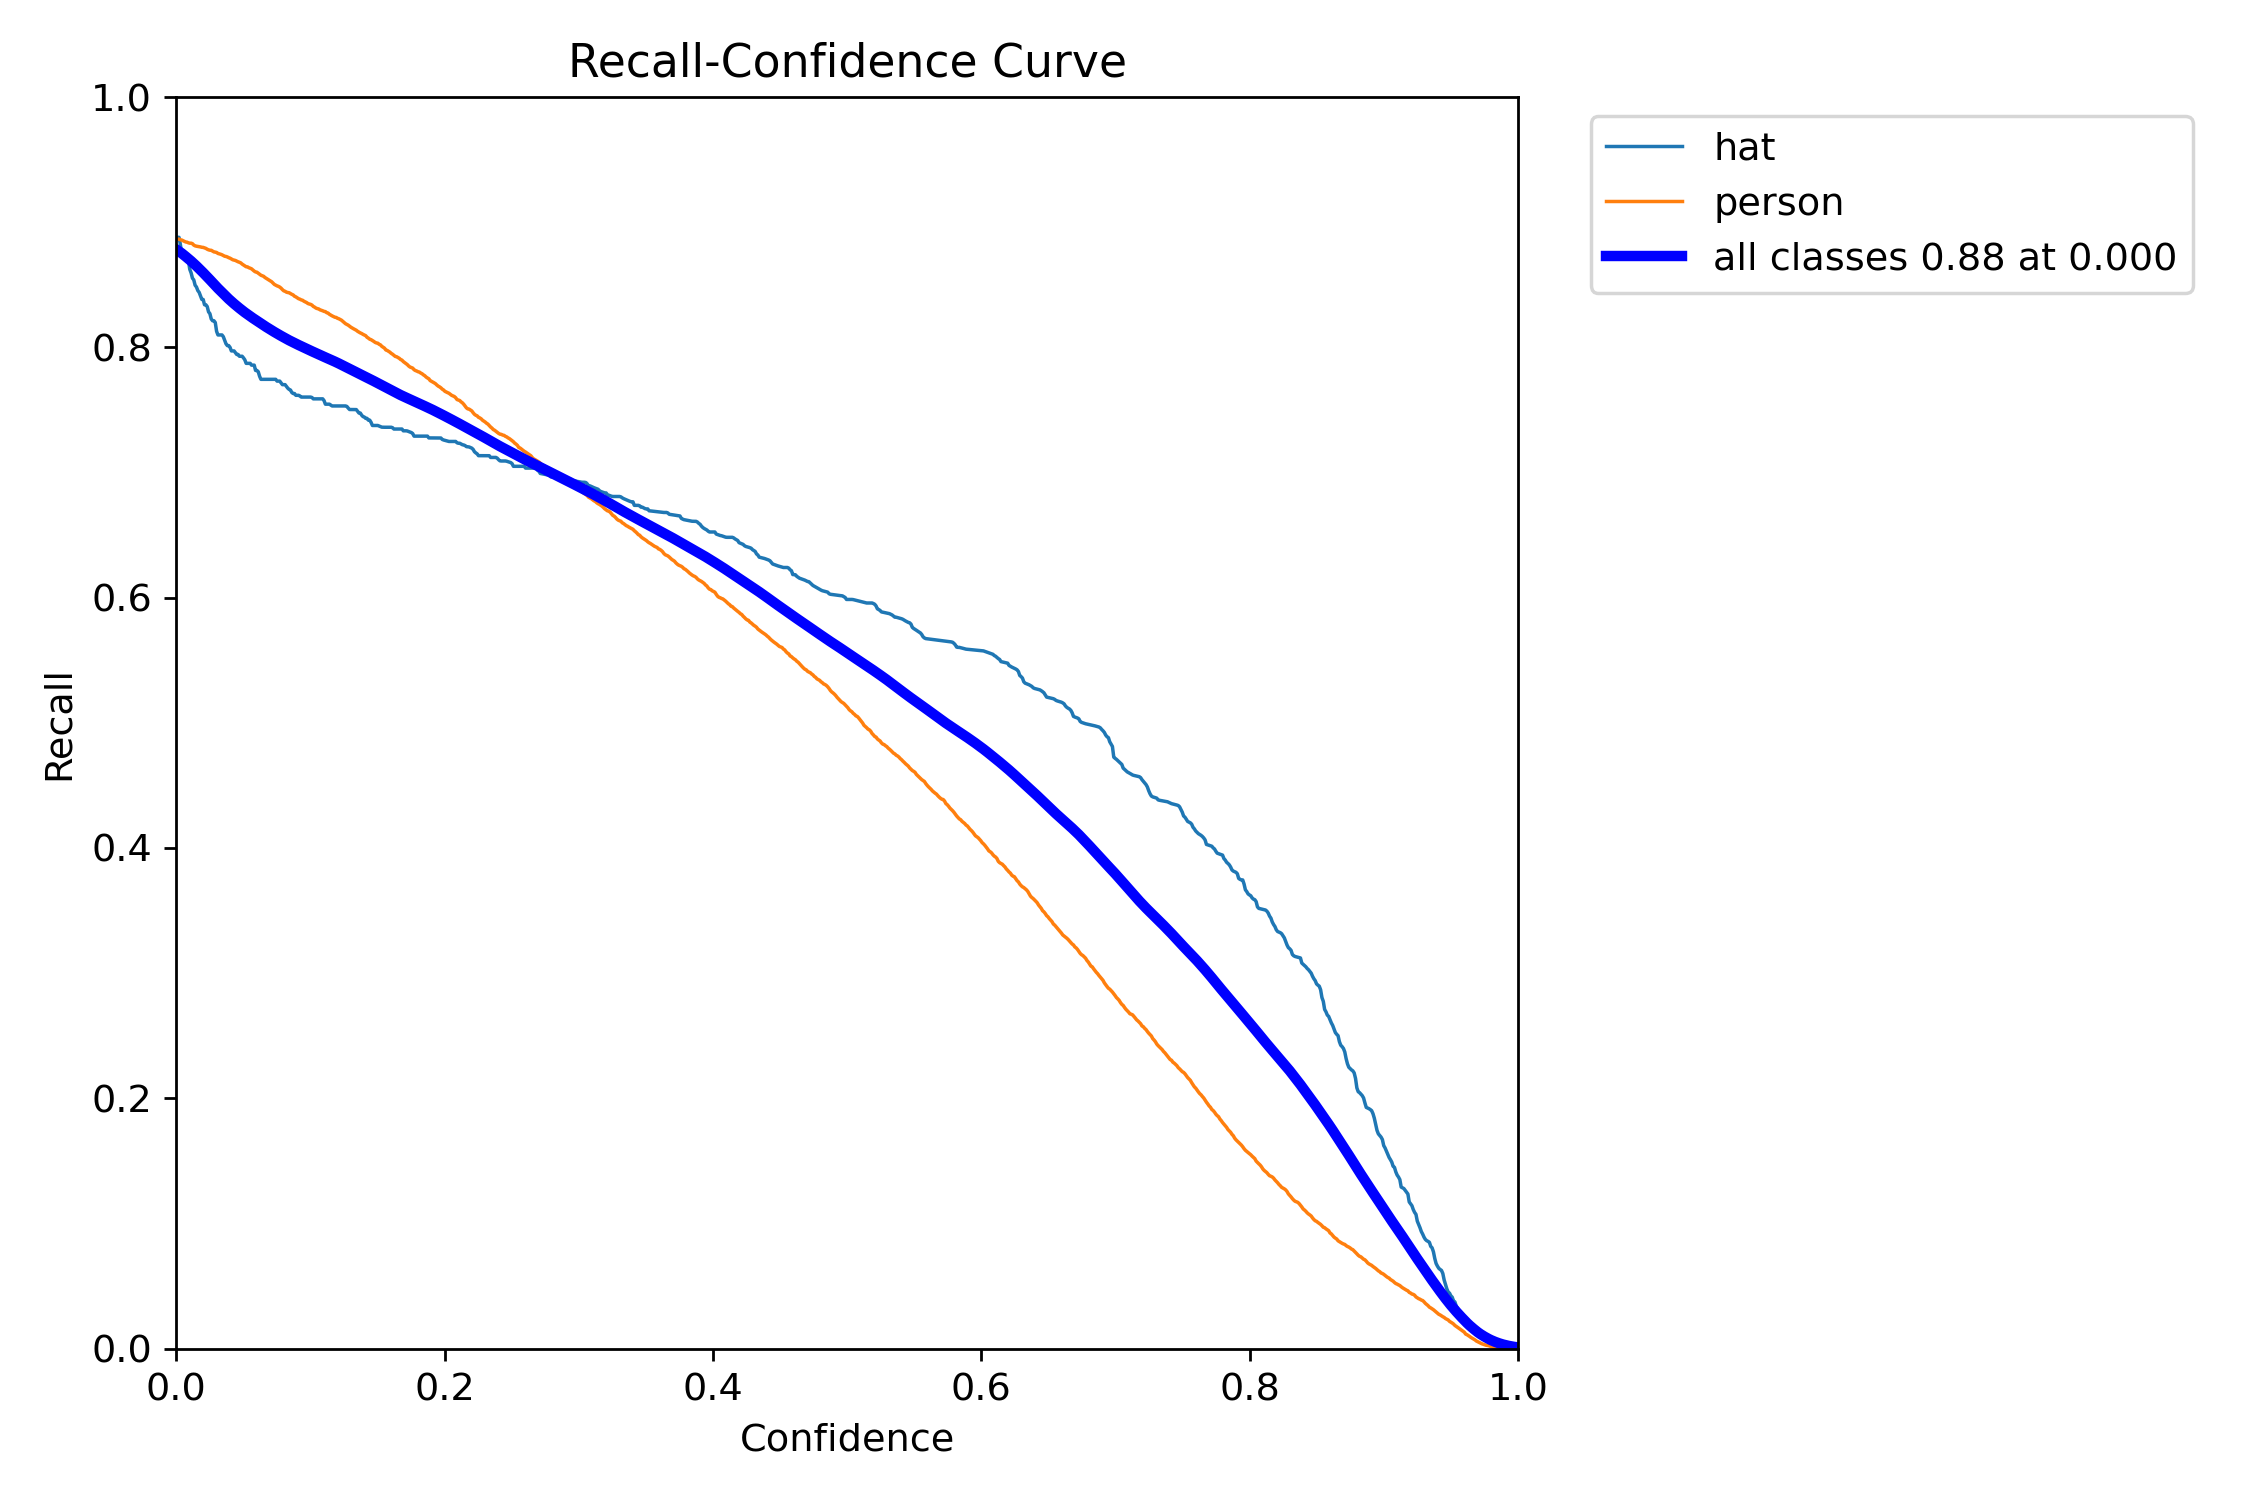 Recall-Confidence Curve
1.0
0.8
0.6
0.4
0.2
0.0
Recall
0.0 0.2 0.4 0.6 0.8 1.0
Confidence
hat
person
all classes 0.88 at 0.000